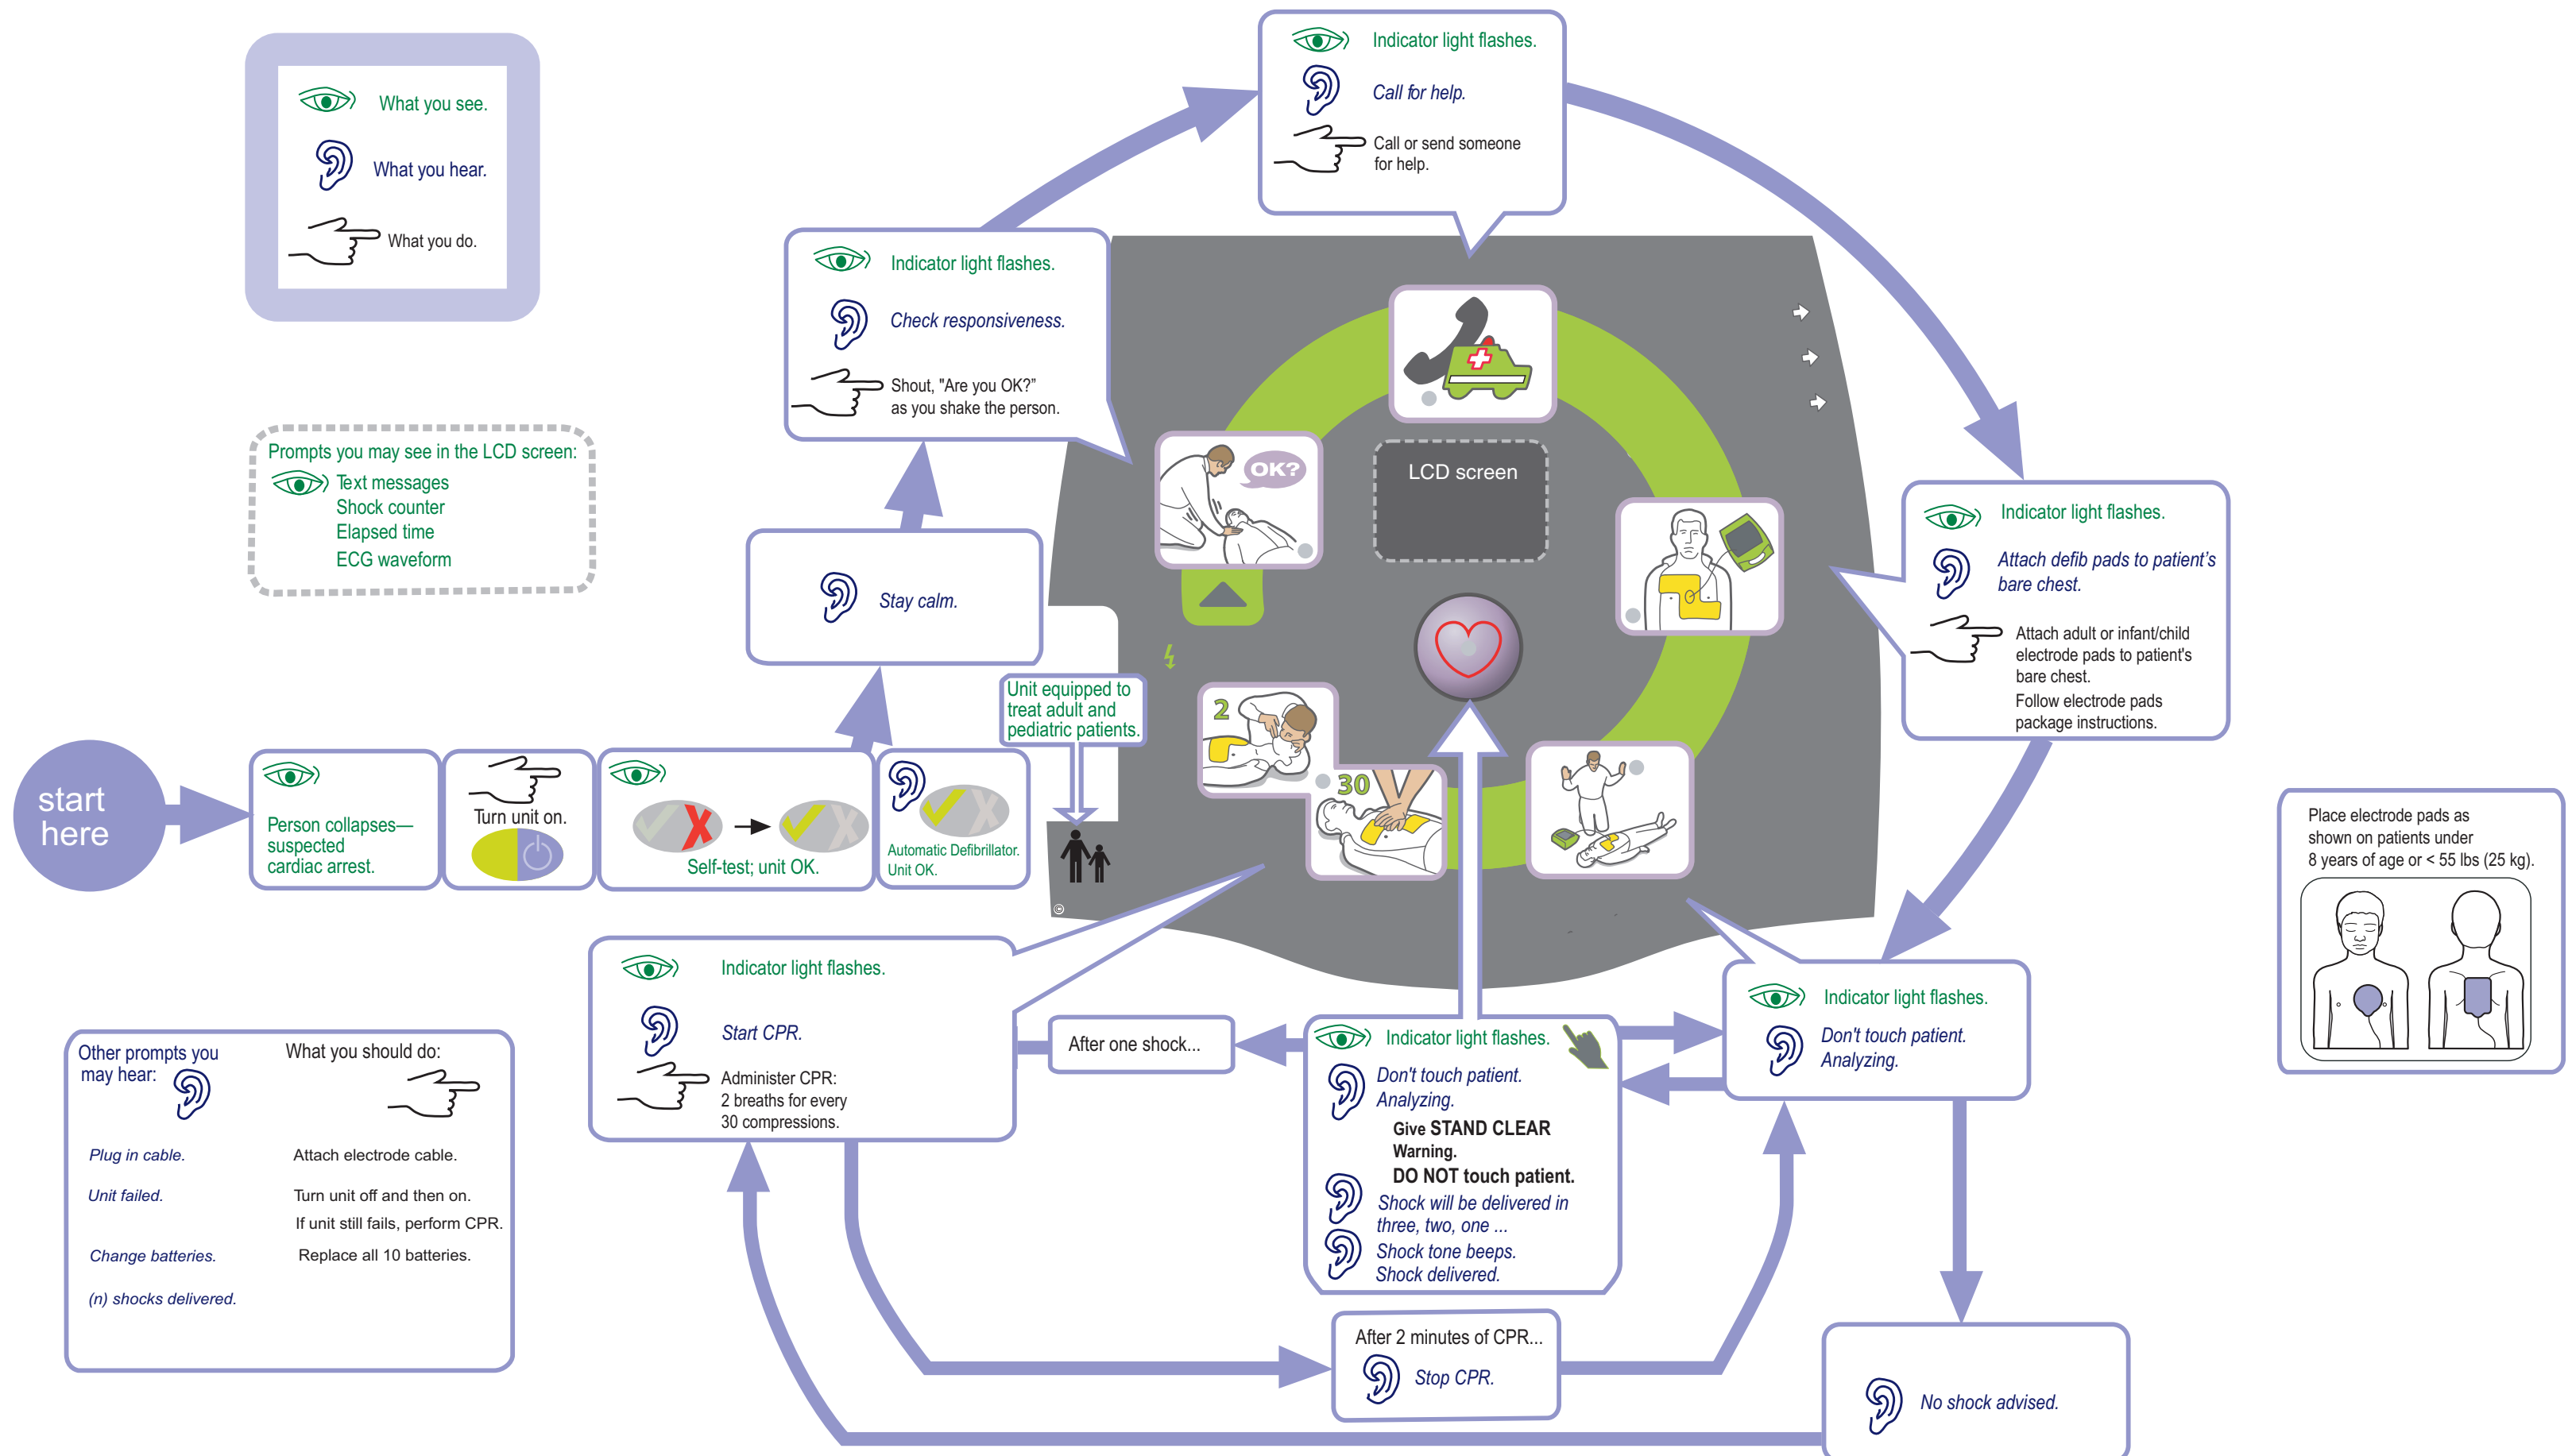 What you see.
What you hear.
What you do.
Prompts you may see in the LCD screen:
Text messages
Shock counter
Elapsed time
ECG waveform
start
here
Person collapses—
suspected
cardiac arrest.
Turn unit on.
Self-test; unit OK.
Automatic Defibrillator.
Unit OK.
Unit equipped to
treat adult and
pediatric patients.
Stay calm.
Indicator light flashes.
Check responsiveness.
Shout, "Are you OK?”
as you shake the person.
Indicator light flashes.
Call for help.
Call or send someone
for help.
OK?
LCD screen
2
30
©
Indicator light flashes.
Attach defib pads to patient’s
bare chest.
Attach adult or infant/child
electrode pads to patient's
bare chest.
Follow electrode pads
package instructions.
Place electrode pads as
shown on patients under
8 years of age or < 55 lbs (25 kg).
Indicator light flashes.
Don't touch patient.
Analyzing.
Indicator light flashes.
Don't touch patient.
Analyzing.
Give STAND CLEAR
Warning.
DO NOT touch patient.
Shock will be delivered in
three, two, one ...
Shock tone beeps.
Shock delivered.
After one shock...
Indicator light flashes.
Start CPR.
Administer CPR:
2 breaths for every
30 compressions.
After 2 minutes of CPR...
Stop CPR.
No shock advised.
Other prompts you
may hear:
What you should do:
Plug in cable.
Attach electrode cable.
Unit failed.
Turn unit off and then on.
If unit still fails, perform CPR.
Change batteries.
Replace all 10 batteries.
(n) shocks delivered.